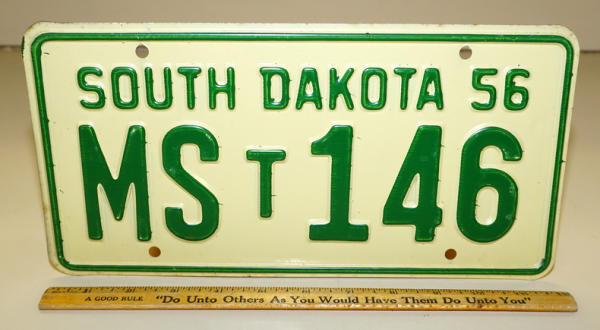 SOUTH DAKOTA 56
MS T 146
A GOOD RULE "Do Unto Others As You Would Have Them Do Unto You"